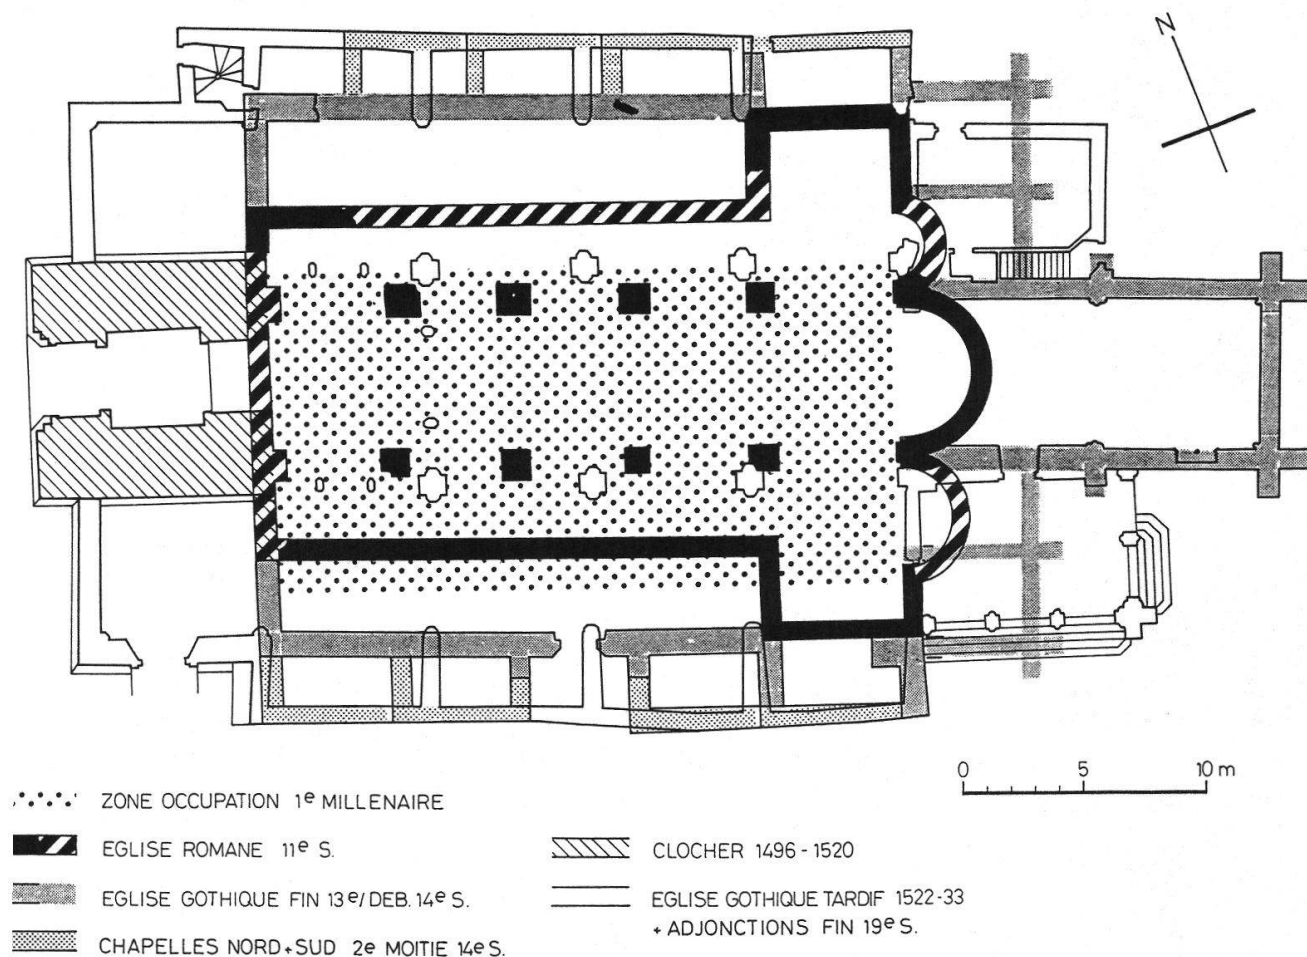 N
0 5 10 m
ZONE OCCUPATION 1e MILLENAIRE
EGLISE ROMANE 11e S.
EGLISE GOTHIQUE FIN 13e/DEB. 14e S.
CHAPELLES NORD+SUD 2e MOITIE 14e S.
CLOCHER 1496-1520
EGLISE GOTHIQUE TARDIF 1522-33
+ ADJONCTIONS FIN 19e S.